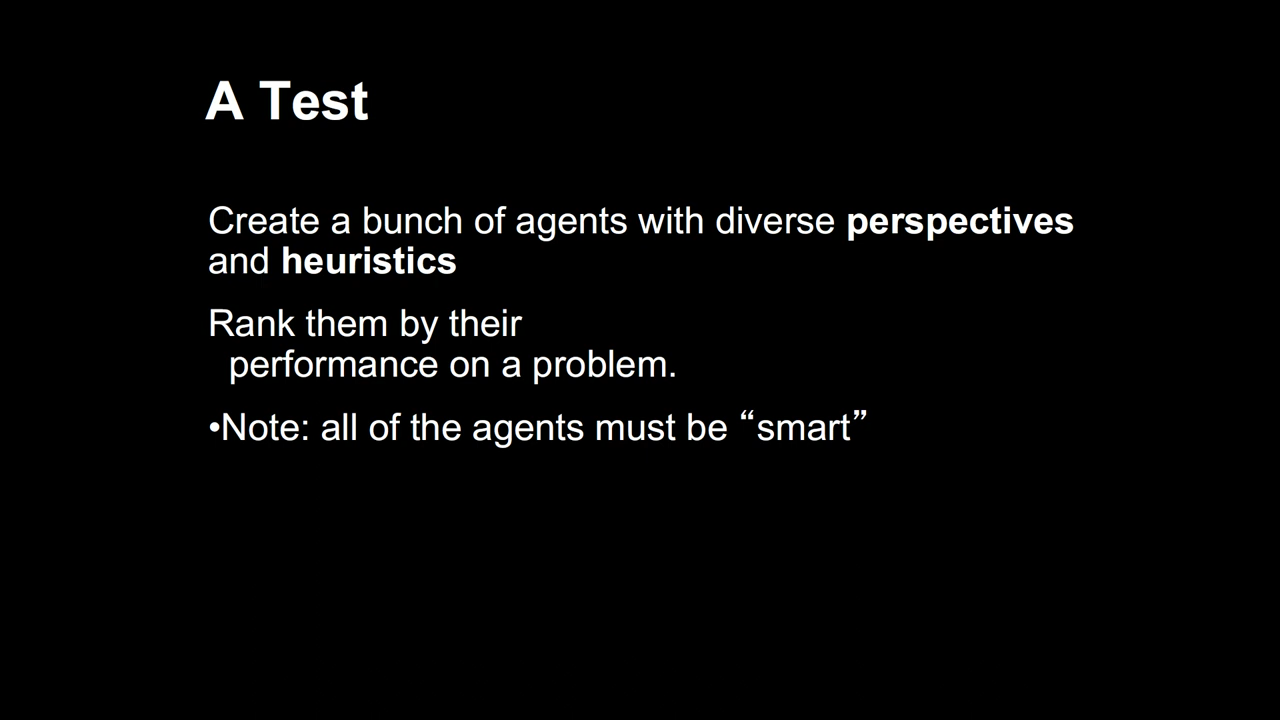 A Test
Create a bunch of agents with diverse perspectives
and heuristics
Rank them by their
performance on a problem.
•Note: all of the agents must be “smart”